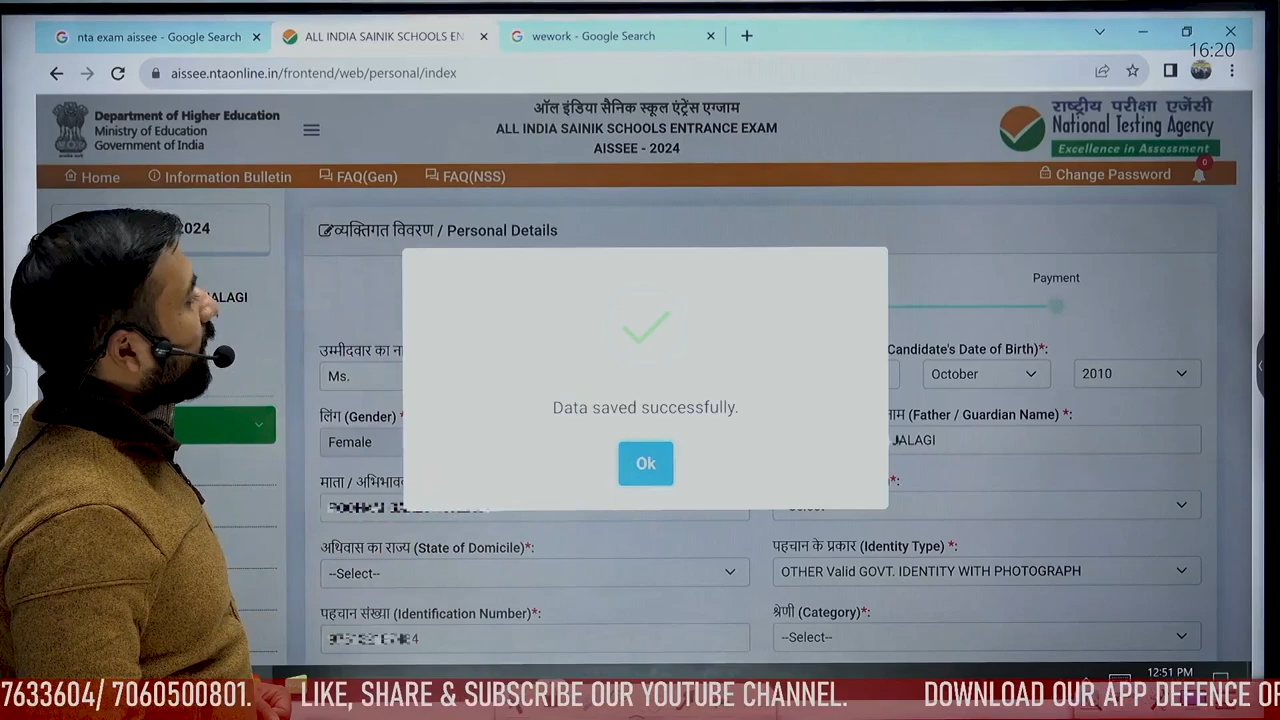 nta exam aissee - Google Search
ALL INDIA SAINIK SCHOOLS EN
wework - Google Search
16:20
aissee.ntaonline.in/frontend/web/personal/index
Department of Higher Education
Ministry of Education
Government of India
ऑल इंडिया सैनिक स्कूल एंट्रेंस एग्जाम
ALL INDIA SAINIK SCHOOLS ENTRANCE EXAM
AISSEE - 2024
राष्ट्रीय परीक्षा एजेंसी
National Testing Agency
Excellence in Assessment
Home
Information Bulletin
FAQ(Gen)
FAQ(NSS)
Change Password
0
2024
JALAGI
व्यक्तिगत विवरण / Personal Details
Payment
उम्मीदवार का
Candidate's Date of Birth)*:
Ms.
October
2010
लिंग (Gender) *
(Father / Guardian Name) *:
Female
JALAGI
माता /
*:
Data saved successfully.
Ok
अधिवास का राज्य (State of Domicile)*:
पहचान के प्रकार (Identity Type) *:
--Select--
OTHER Valid GOVT. IDENTITY WITH PHOTOGRAPH
पहचान संख्या (Identification Number)*:
श्रेणी (Category)*:
--Select--
12:51 PM
7633604/ 7060500801. LIKE, SHARE & SUBSCRIBE OUR YOUTUBE CHANNEL. DOWNLOAD OUR APP DEFENCE OF